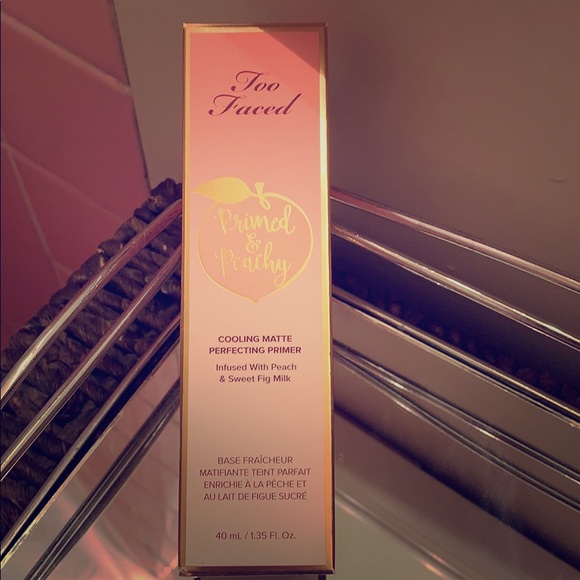 Too
Faced
Primed
&
Peachy
COOLING MATTE
PERFECTING PRIMER
Infused With Peach
& Sweet Fig Milk
BASE FRAÎCHEUR
MATIFIANTE TEINT PARFAIT
ENRICHIE À LA PÊCHE ET
AU LAIT DE FIGUE SUCRÉ
40 mL / 1.35 Fl. Oz.